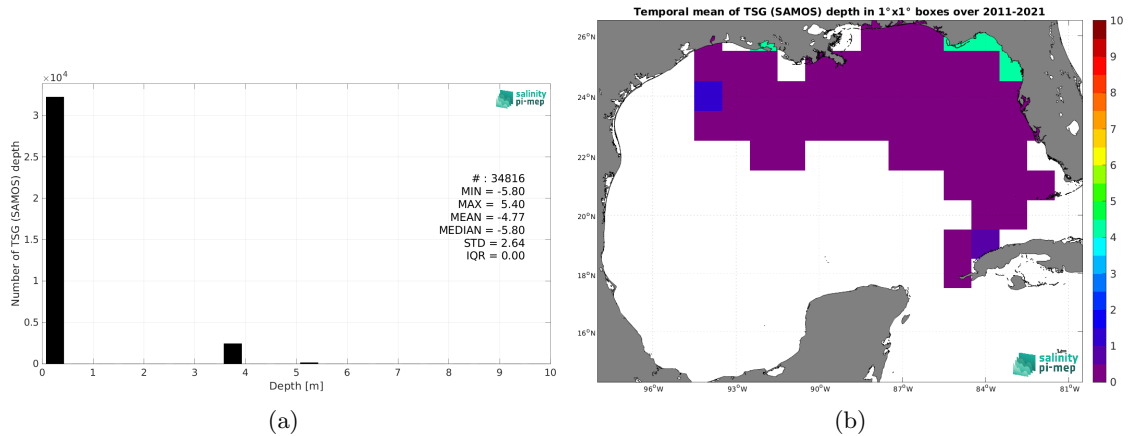 ×10⁴
3
2.5
2
1.5
1
0.5
0
Number of TSG (SAMOS) depth
salinity
pi-mep
# : 34816
MIN = -5.80
MAX = 5.40
MEAN = -4.77
MEDIAN = -5.80
STD = 2.64
IQR = 0.00
0 1 2 3 4 5 6 7 8 9 10
Depth [m]
(a)
Temporal mean of TSG (SAMOS) depth in 1°x1° boxes over 2011-2021
26°N
24°N
22°N
20°N
18°N
16°N
96°W 93°W 90°W 87°W 84°W 81°W
salinity
pi-mep
10
9
8
7
6
5
4
3
2
1
0
(b)